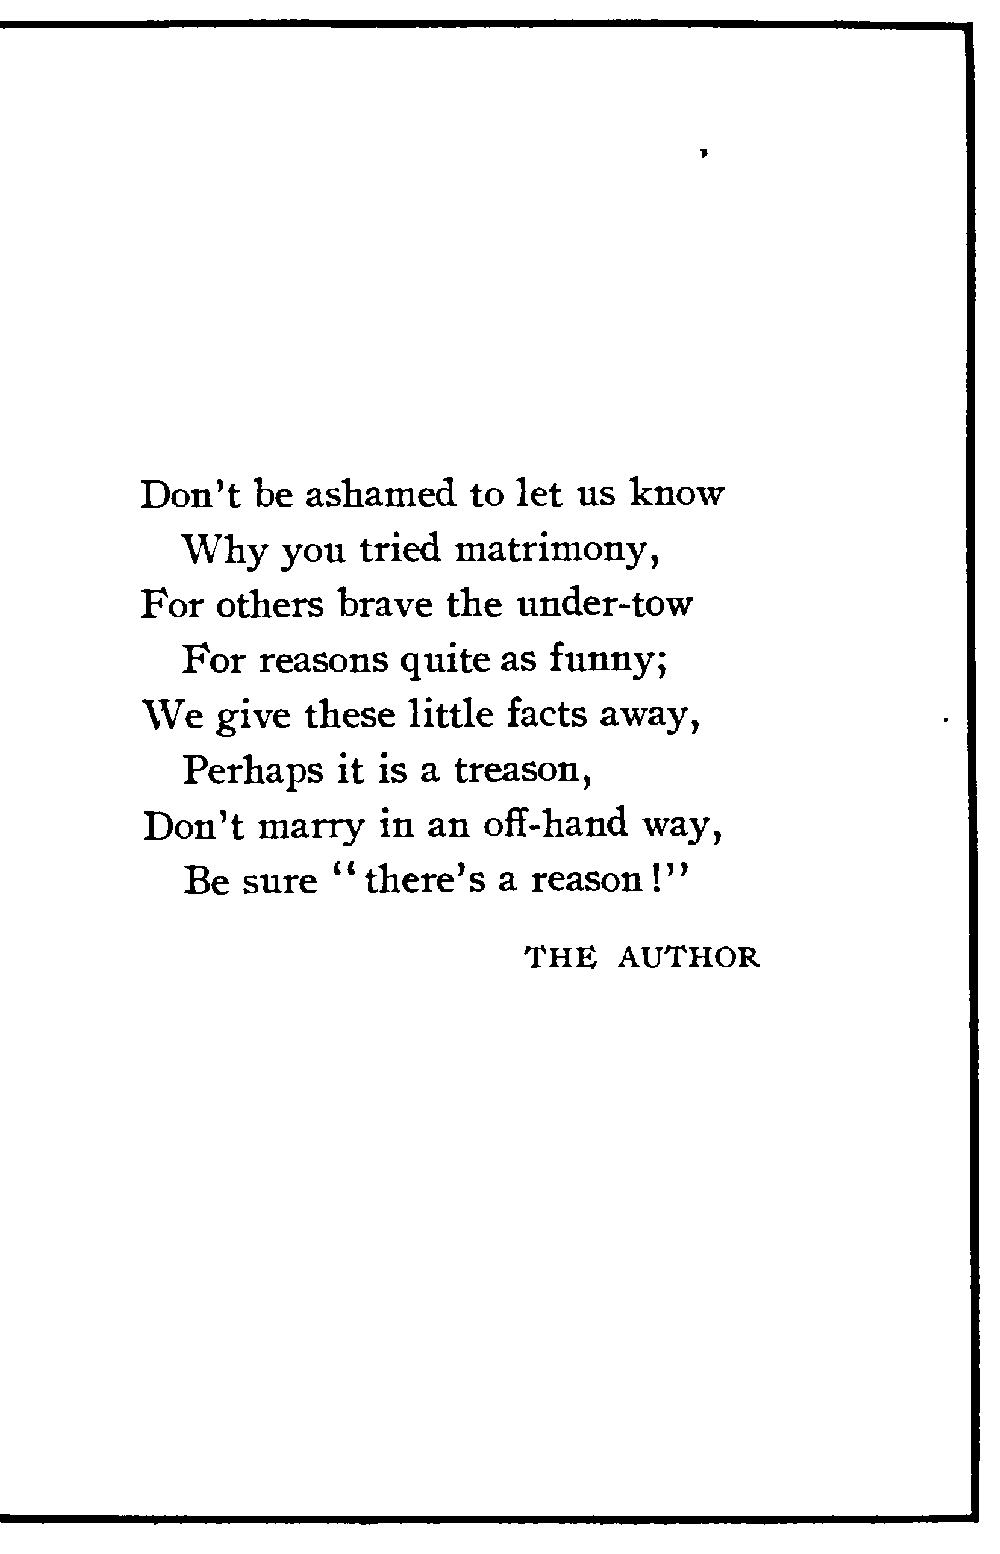 Don't be ashamed to let us know
Why you tried matrimony,
For others brave the under-tow
For reasons quite as funny;
We give these little facts away,
Perhaps it is a treason,
Don't marry in an off-hand way,
Be sure "there's a reason!"
THE AUTHOR